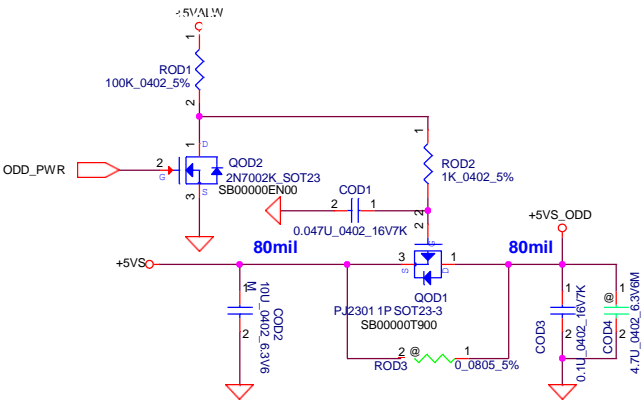 +5VALW
1
ROD1
100K_0402_5%
2
1
D
1
ODD_PWR
2
G
QOD2
2N7002K_SOT23
SB00000EN00
S
3
ROD2
1K_0402_5%
COD1
2
1
2
2
G
0.047U_0402_16V7K
+5VS_ODD
80mil
80mil
+5VS
3
S
D
1
QOD1
PJ2301 1P SOT23-3
SB00000T900
1
2
COD2
10U_0402_6.3V6
M
1
2
COD3
0.1U_0402_16V7K
@
1
2
COD4
4.7U_0402_6.3V6M
2
@
1
ROD3
0_0805_5%